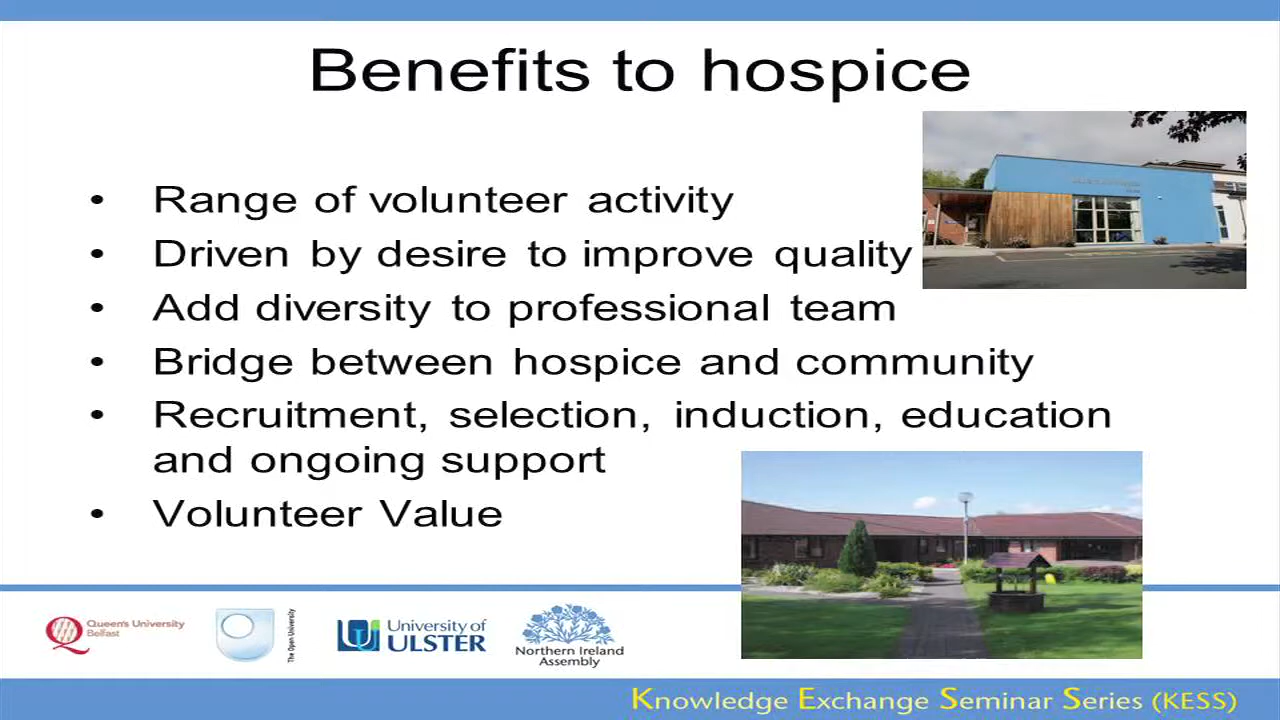 Benefits to hospice
• Range of volunteer activity
• Driven by desire to improve quality
• Add diversity to professional team
• Bridge between hospice and community
• Recruitment, selection, induction, education
and ongoing support
• Volunteer Value
Queen's University
Belfast
The Open University
University of
ULSTER
Northern Ireland
Assembly
Knowledge Exchange Seminar Series (KESS)